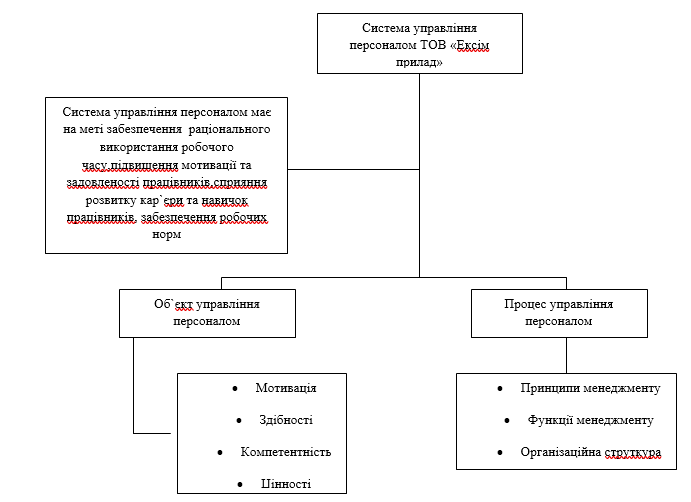 Система управління
персоналом ТОВ «Ексім
прилад»
Система управління персоналом має
на меті забезпечення раціонального
використання робочого
часу,підвищення мотивації та
задовленості працівників,сприяння
розвитку кар`єри та навичок
працівників, забезпечення робочих
норм
Об`єкт управління
персоналом
Процес управління
персоналом
• Мотивація
• Здібності
• Компетентність
• Цінності
• Принципи менеджменту
• Функції менеджменту
• Організаційна струткура